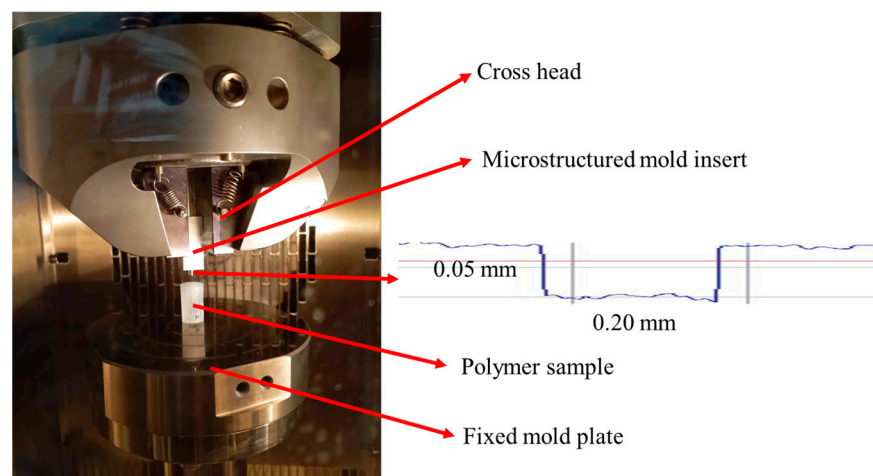 Cross head
Microstructured mold insert
0.05 mm
0.20 mm
Polymer sample
Fixed mold plate